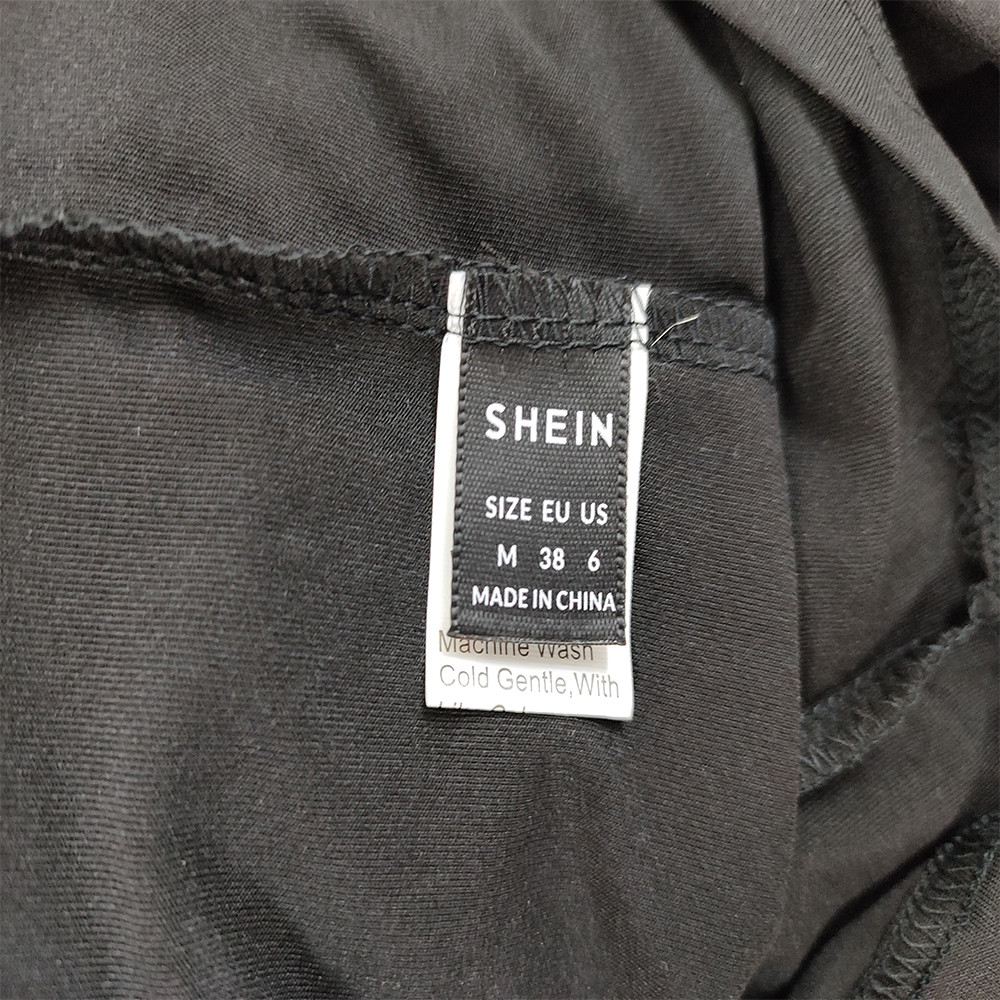 SHEIN
SIZE EU US
M 38 6
MADE IN CHINA
Machine Wash
Cold Gentle,With